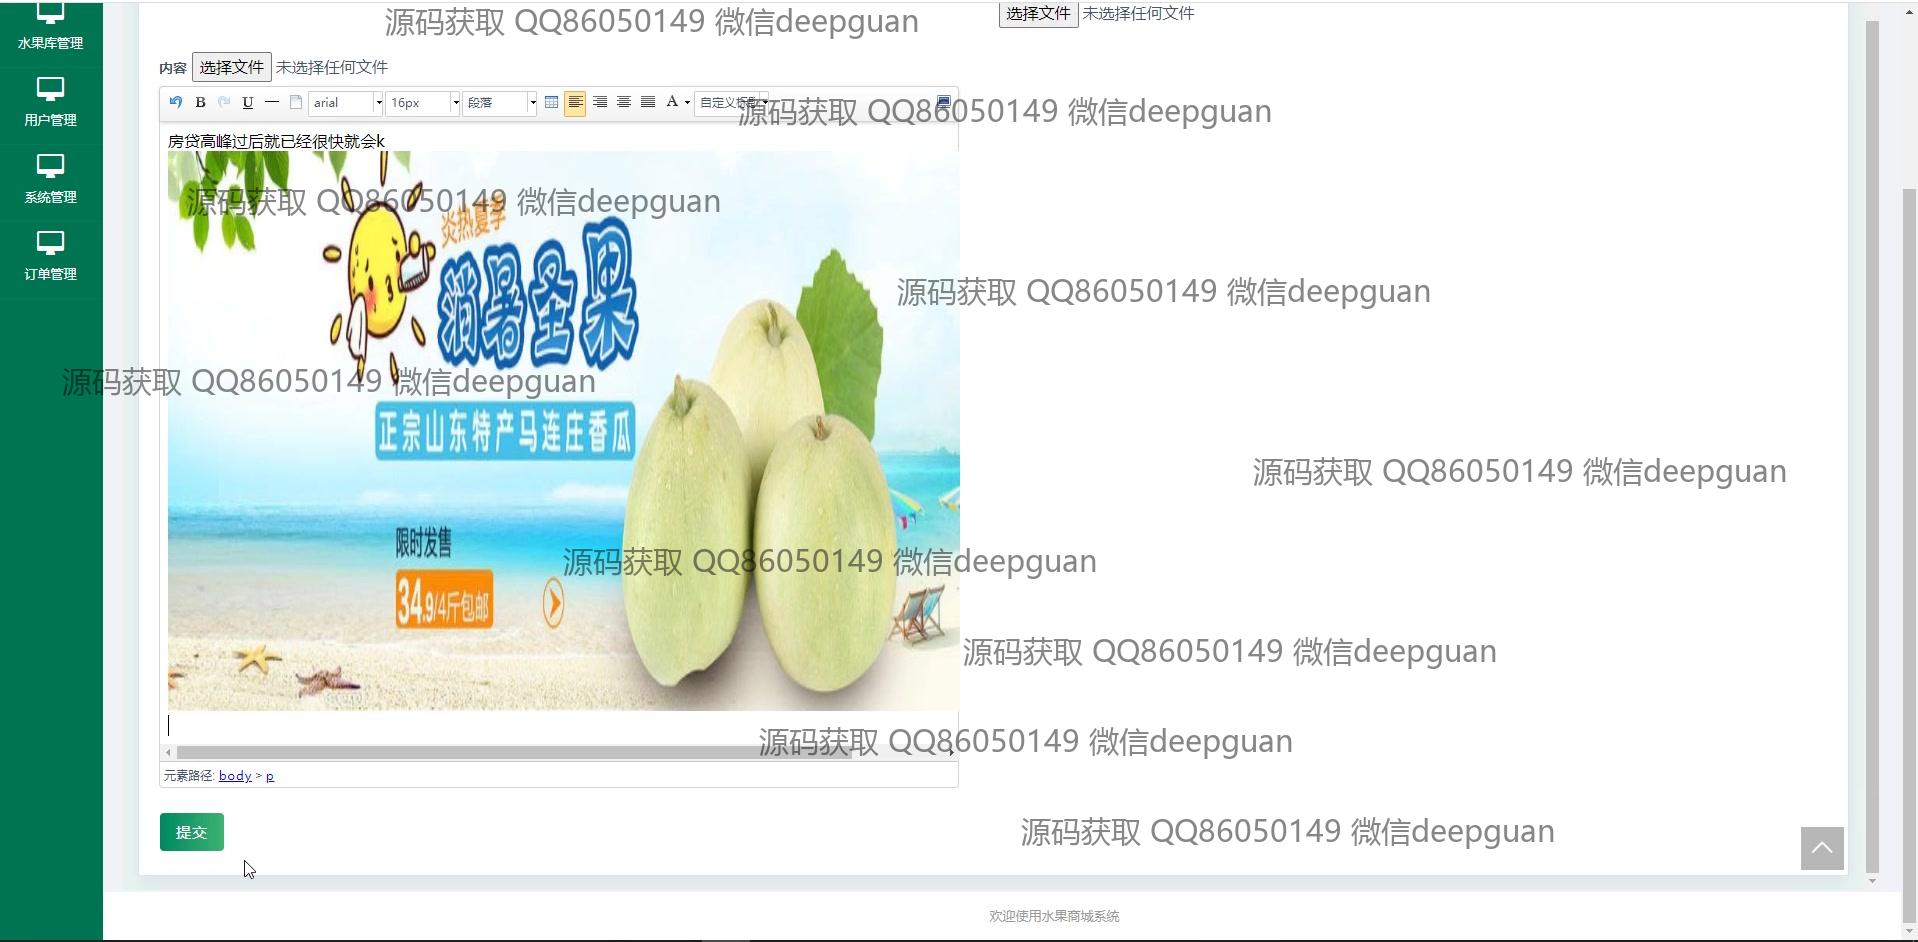 源码获取 QQ86050149 微信deepguan
选择文件 未选择任何文件
水果库管理
内容 选择文件 未选择任何文件
B U arial 16px 段落 A 自定义标题
源码获取 QQ86050149 微信deepguan
用户管理
房贷高峰过后就已经很快就会k
系统管理
源码获取 QQ86050149 微信deepguan
炎热夏季
消暑圣果
订单管理
源码获取 QQ86050149 微信deepguan
源码获取 QQ86050149 微信deepguan
正宗山东特产马连庄香瓜
源码获取 QQ86050149 微信deepguan
限时发售
源码获取 QQ86050149 微信deepguan
34.9/4斤包邮
源码获取 QQ86050149 微信deepguan
源码获取 QQ86050149 微信deepguan
元素路径: body > p
提交
源码获取 QQ86050149 微信deepguan
欢迎使用水果商城系统